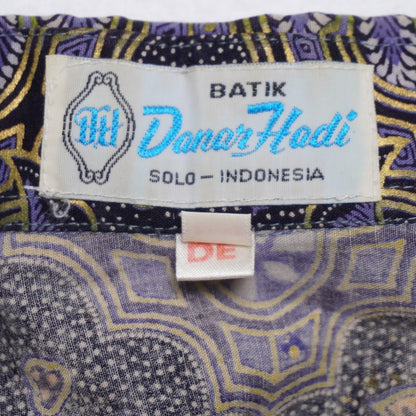 BATIK
DH
Danar Hadi
SOLO – INDONESIA
DE